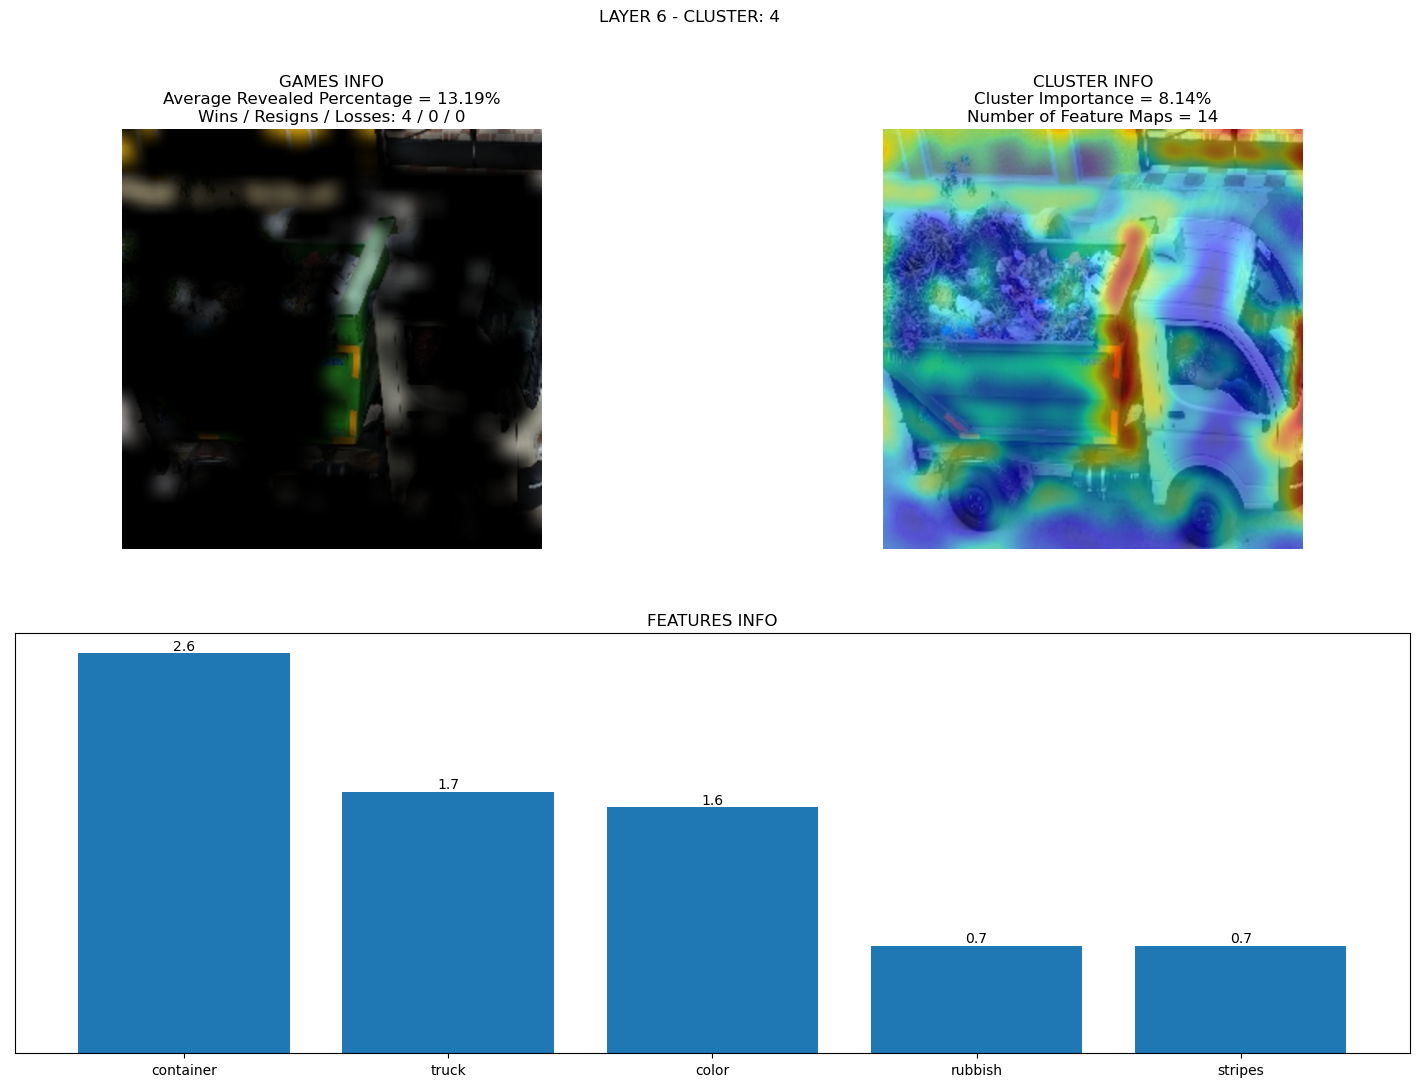 LAYER 6 - CLUSTER: 4
GAMES INFO
Average Revealed Percentage = 13.19%
Wins / Resigns / Losses: 4 / 0 / 0
CLUSTER INFO
Cluster Importance = 8.14%
Number of Feature Maps = 14
FEATURES INFO
2.6
1.7
1.6
0.7
0.7
container
truck
color
rubbish
stripes